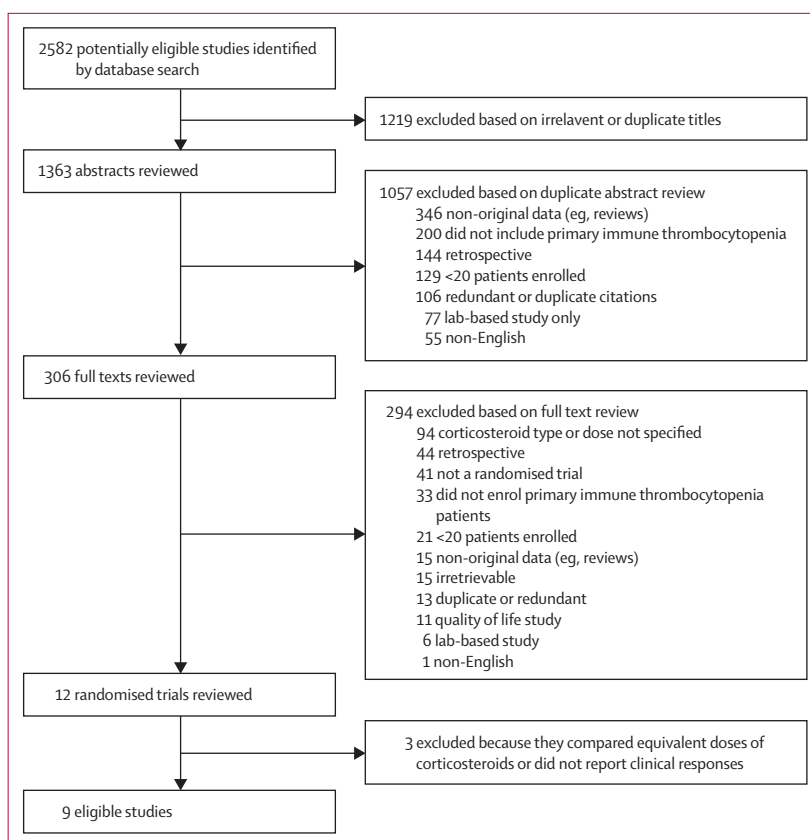 2582 potentially eligible studies identified
by database search
1219 excluded based on irrelavent or duplicate titles
1363 abstracts reviewed
1057 excluded based on duplicate abstract review
346 non-original data (eg, reviews)
200 did not include primary immune thrombocytopenia
144 retrospective
129 <20 patients enrolled
106 redundant or duplicate citations
77 lab-based study only
55 non-English
306 full texts reviewed
294 excluded based on full text review
94 corticosteroid type or dose not specified
44 retrospective
41 not a randomised trial
33 did not enrol primary immune thrombocytopenia
patients
21 <20 patients enrolled
15 non-original data (eg, reviews)
15 irretrievable
13 duplicate or redundant
11 quality of life study
6 lab-based study
1 non-English
12 randomised trials reviewed
3 excluded because they compared equivalent doses of
corticosteroids or did not report clinical responses
9 eligible studies